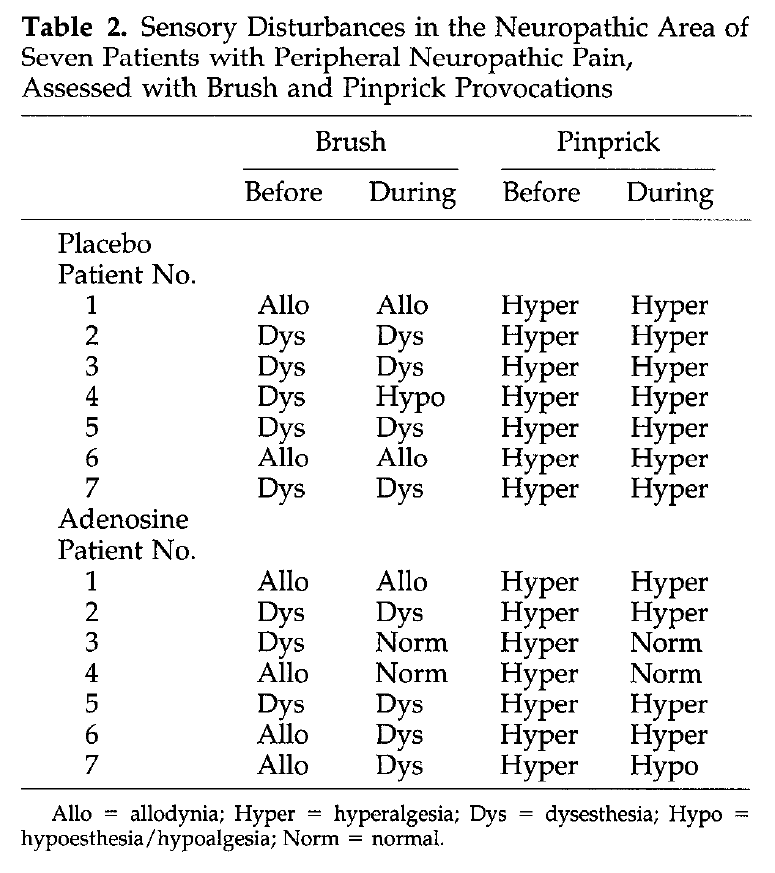 Table 2. Sensory Disturbances in the Neuropathic Area of
Seven Patients with Peripheral Neuropathic Pain,
Assessed with Brush and Pinprick Provocations
Brush Pinprick
Before During Before During
Placebo
Patient No.
1 Allo Allo Hyper Hyper
2 Dys Dys Hyper Hyper
3 Dys Dys Hyper Hyper
4 Dys Hypo Hyper Hyper
5 Dys Dys Hyper Hyper
6 Allo Allo Hyper Hyper
7 Dys Dys Hyper Hyper
Adenosine
Patient No.
1 Allo Allo Hyper Hyper
2 Dys Dys Hyper Hyper
3 Dys Norm Hyper Norm
4 Allo Norm Hyper Norm
5 Dys Dys Hyper Hyper
6 Allo Dys Hyper Hyper
7 Allo Dys Hyper Hypo
Allo = allodynia; Hyper = hyperalgesia; Dys = dysesthesia; Hypo =
hypoesthesia/hypoalgesia; Norm = normal.